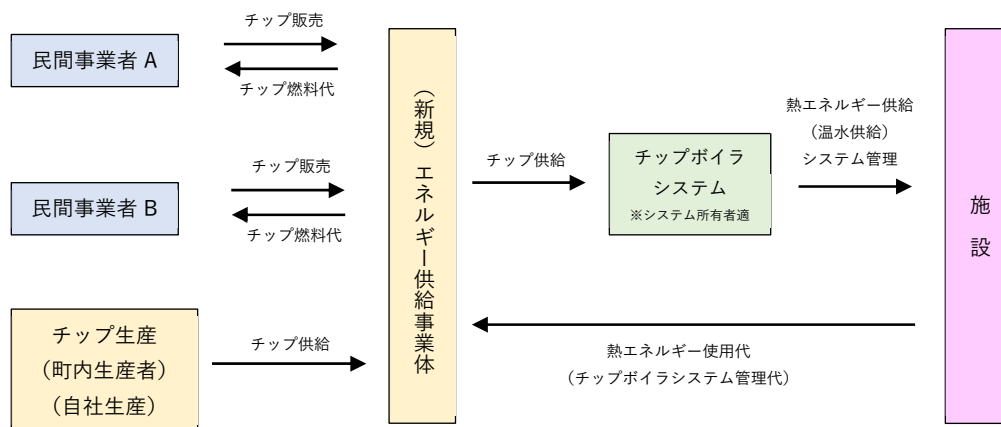 チップ販売
民間事業者 A
チップ燃料代
チップ販売
民間事業者 B
チップ燃料代
チップ生産
（町内生産者）
（自社生産）
チップ供給
（新規）エネルギー供給事業体
チップ供給
チップボイラ
システム
※システム所有者適
熱エネルギー供給
（温水供給）
システム管理
熱エネルギー使用代
（チップボイラシステム管理代）
施設